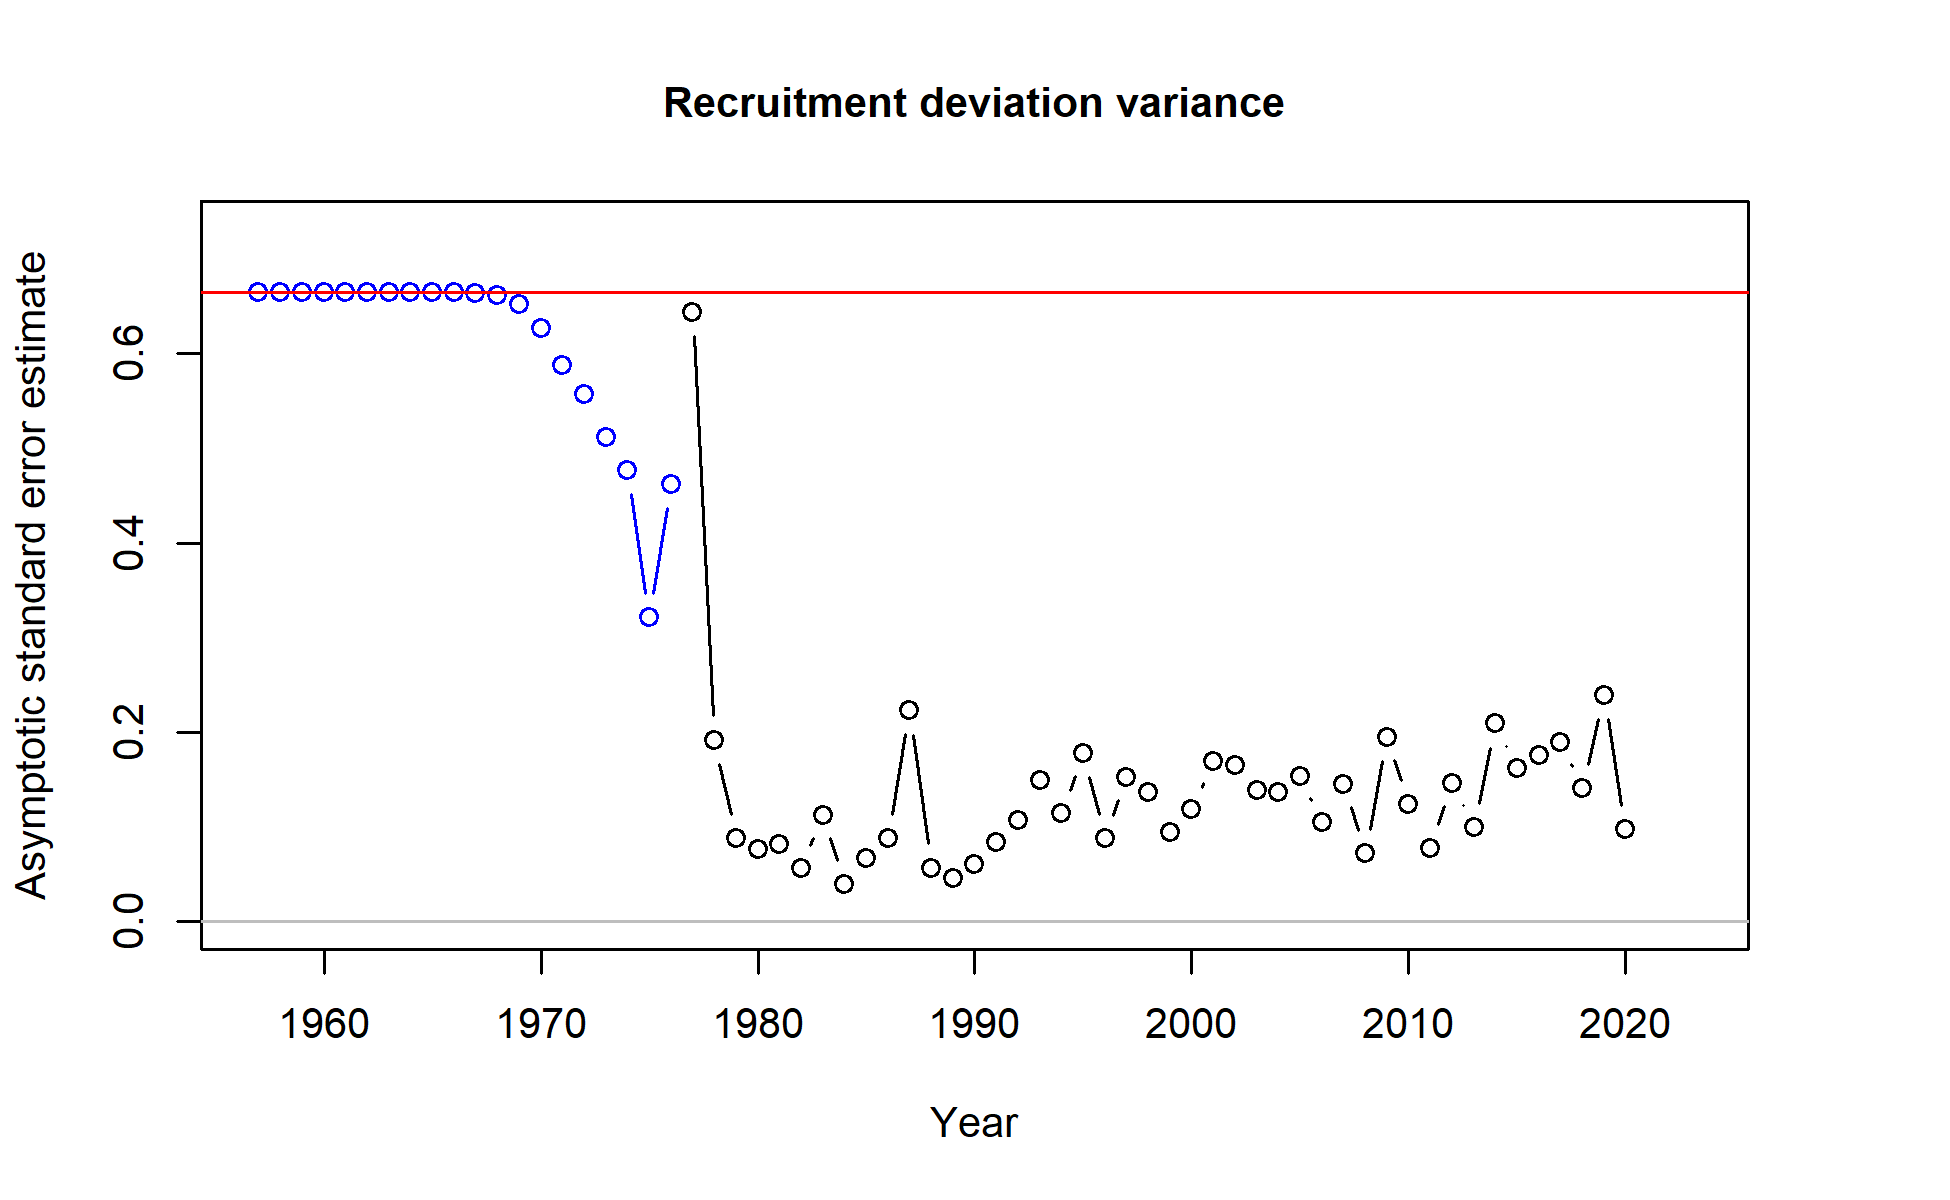 Recruitment deviation variance
Asymptotic standard error estimate
0.6
0.4
0.2
0.0
1960 1970 1980 1990 2000 2010 2020
Year